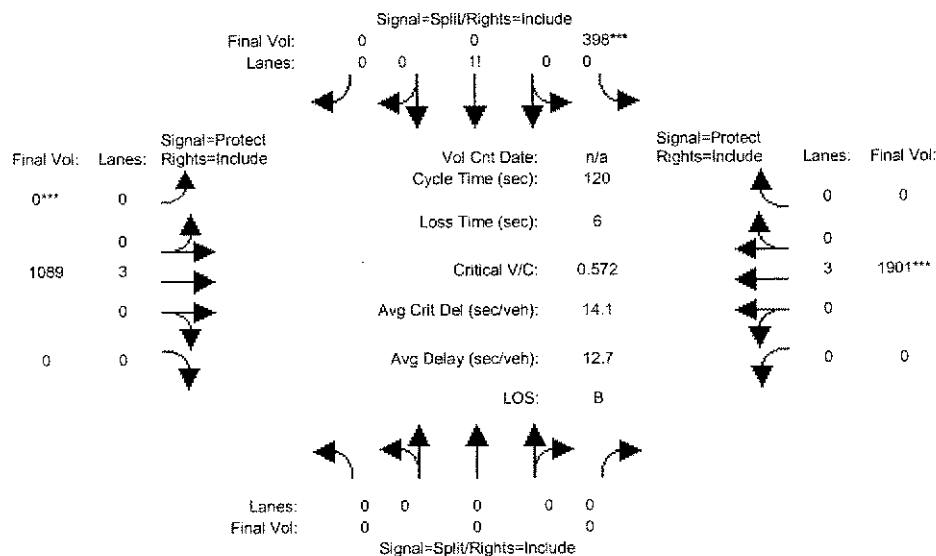 Signal=Split/Rights=Include
Final Vol: 0 0 398***
Lanes: 0 0 1! 0 0
Signal=Protect
Final Vol: Lanes: Rights=Include
Vol Cnt Date: n/a
Signal=Protect
Rights=Include Lanes: Final Vol:
Cycle Time (sec): 120
0*** 0
0 0
Loss Time (sec): 6
0
0
1089 3
Critical V/C: 0.572
3 1901***
0
Avg Crit Del (sec/veh): 14.1
0
0 0
Avg Delay (sec/veh): 12.7
0 0
LOS: B
Lanes: 0 0 0 0 0
Final Vol: 0 0 0
Signal=Split/Rights=Include